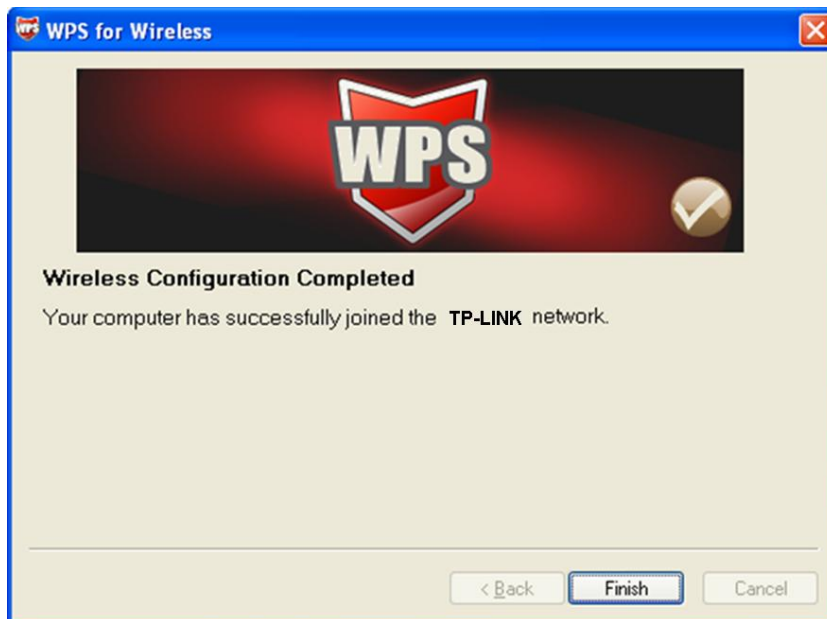 WPS for Wireless
WPS
Wireless Configuration Completed
Your computer has successfully joined the TP-LINK network.
< Back
Finish
Cancel